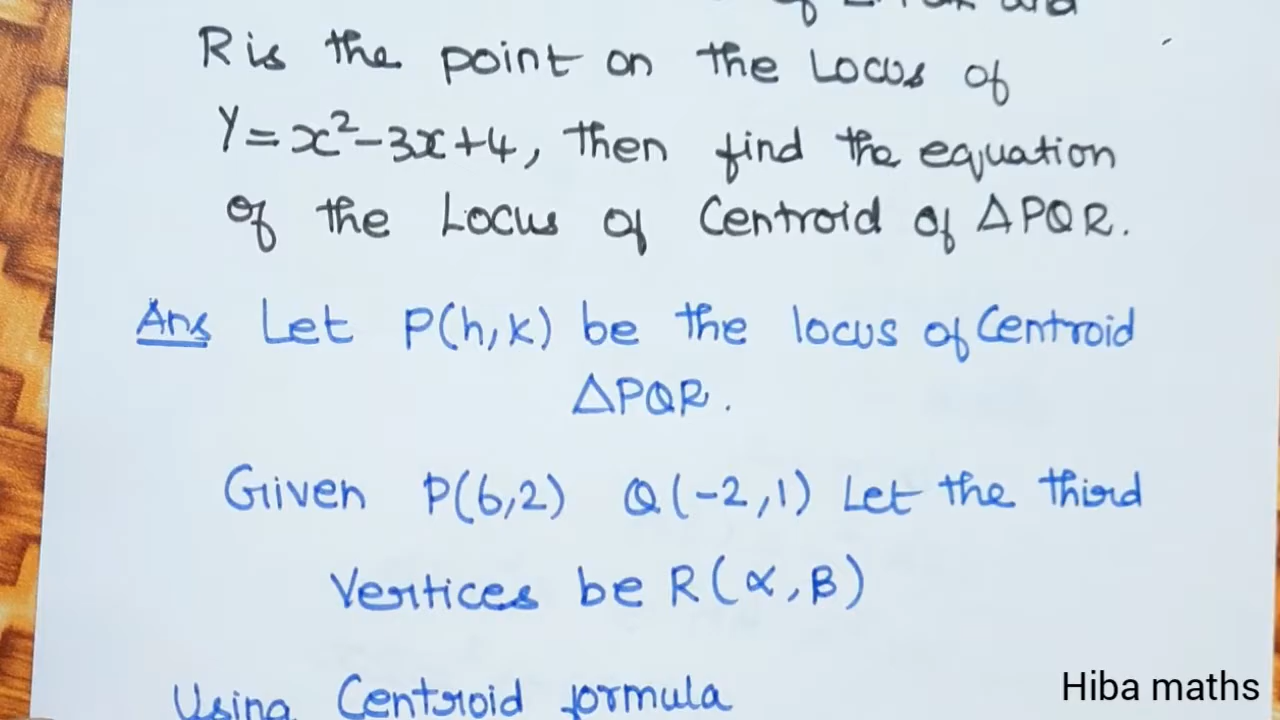 R is the point on the Locus of
Y = x² - 3x + 4, then find the equation
of the Locus of Centroid of △PQR.
Ans Let P(h, k) be the locus of Centroid
△PQR.
Given P(6,2) Q(-2,1) Let the third
Vertices be R(α, β)
Using Centroid formula
Hiba maths